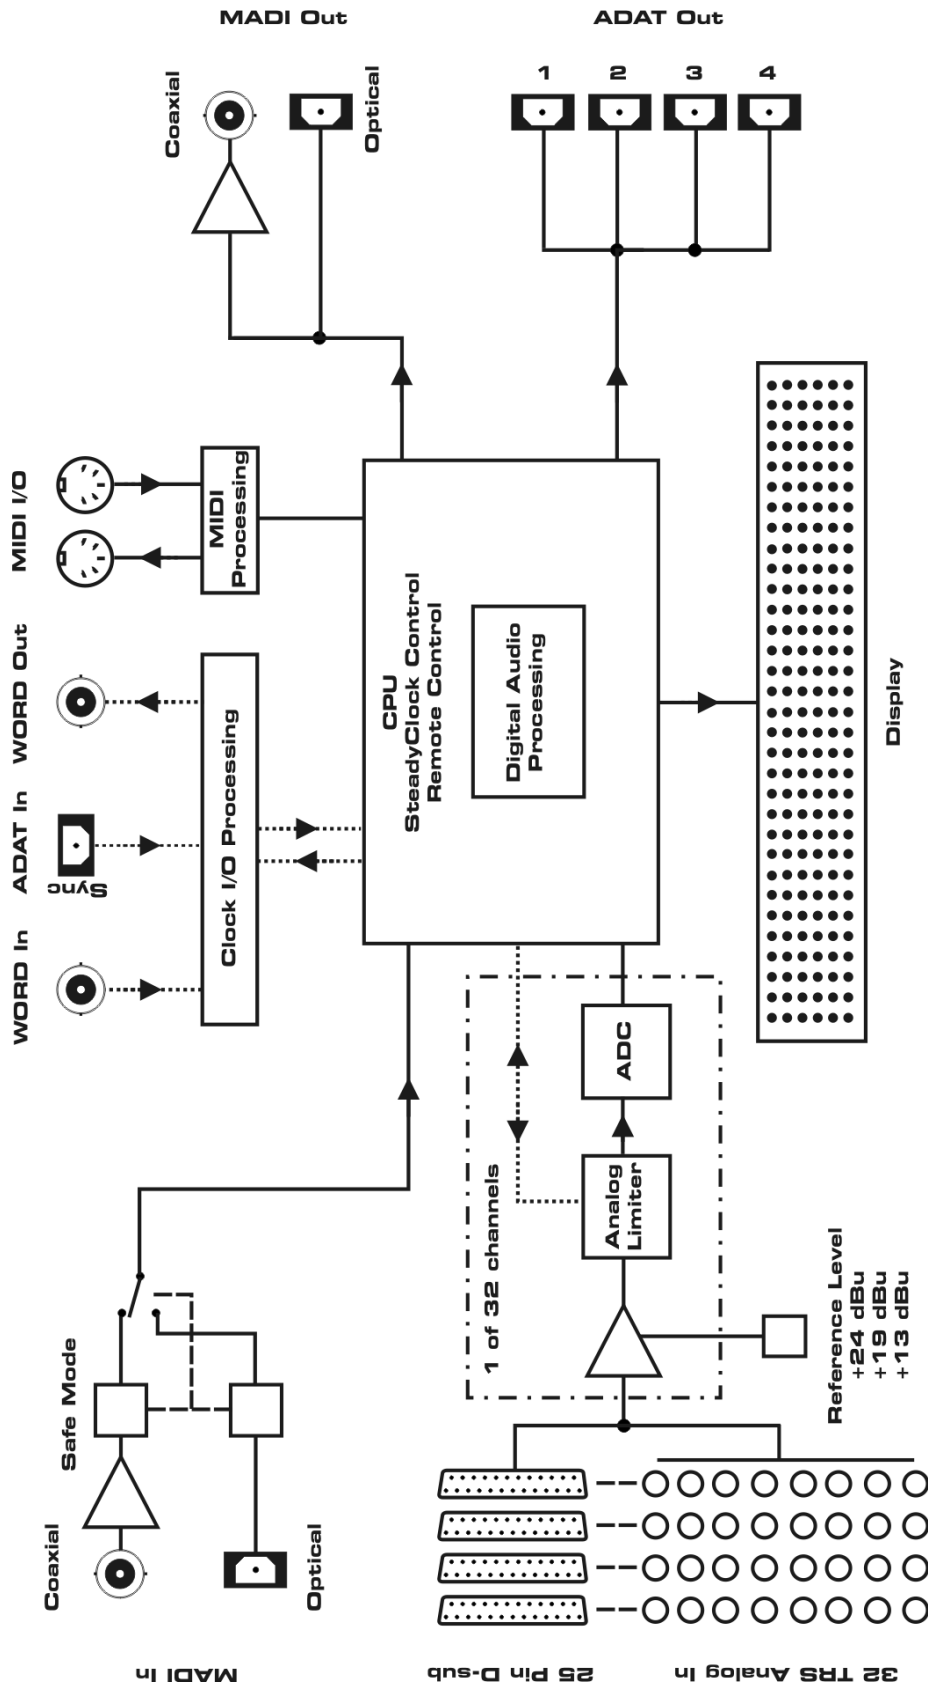 MADI Out
ADAT Out
Coaxial
Optical
1
2
3
4
MIDI I/O
MIDI
Processing
WORD Out
ADAT In
Sync
WORD In
Clock I/O Processing
CPU
SteadyClock Control
Remote Control
Digital Audio
Processing
Display
1 of 32 channels
ADC
Analog
Limiter
Reference Level
+24 dBu
+19 dBu
+13 dBu
Safe Mode
Coaxial
Optical
MADI In
25 Pin D-sub
32 TRS Analog In